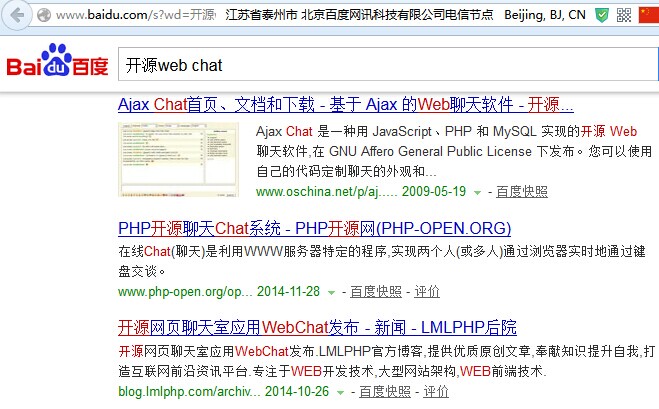 www.baidu.com/s?wd=开源w 江苏省泰州市 北京百度网讯科技有限公司电信节点 Beijing, BJ, CN
Bai du 百度
开源web chat
Ajax Chat首页、文档和下载 - 基于 Ajax 的Web聊天软件 - 开源...
Ajax Chat 是一种用 JavaScript、PHP 和 MySQL 实现的开源 Web
聊天软件,在 GNU Affero General Public License 下发布。您可以使用
自己的代码定制聊天的外观和...
www.oschina.net/p/aj..... 2009-05-19 - 百度快照
PHP开源聊天Chat系统 - PHP开源网(PHP-OPEN.ORG)
在线Chat(聊天)是利用WWW服务器特定的程序,实现两个人(或多人)通过浏览器实时地通过键
盘交谈。
www.php-open.org/op... 2014-11-28 - 百度快照 - 评价
开源网页聊天室应用WebChat发布 - 新闻 - LMLPHP后院
开源网页聊天室应用WebChat发布.LMLPHP官方博客,提供优质原创文章,奉献知识提升自我,打
造互联网前沿资讯平台.专注于WEB开发技术,大型网站架构,WEB前端技术.
blog.lmlphp.com/archiv... 2014-10-26 - 百度快照 - 评价